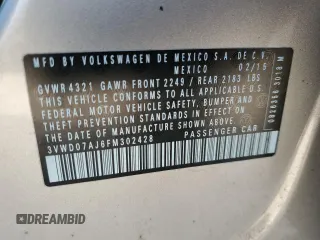 MFD. BY VOLKSWAGEN DE MEXICO S.A. DE C.V.
MEXICO 02/15
GVWR 4321 GAWR FRONT 2249 / REAR 2183 LBS
THIS VEHICLE CONFORMS TO ALL APPLICABLE
FEDERAL MOTOR VEHICLE SAFETY, BUMPER AND
THEFT PREVENTION STANDARDS IN EFFECT ON THE
DATE OF MANUFACTURE SHOWN ABOVE.
3VWD07AJ6FM302428 PASSENGER CAR
DREAMBID